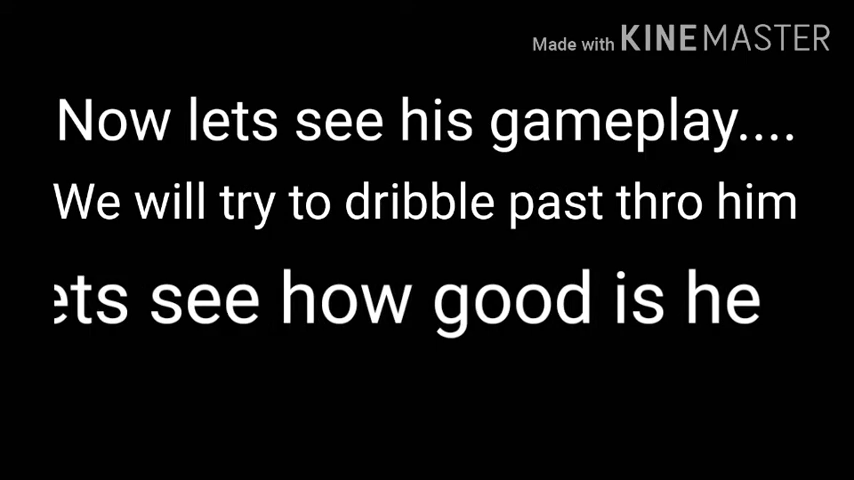 Made with KINEMASTER
Now lets see his gameplay....
We will try to dribble past thro him
ets see how good is he